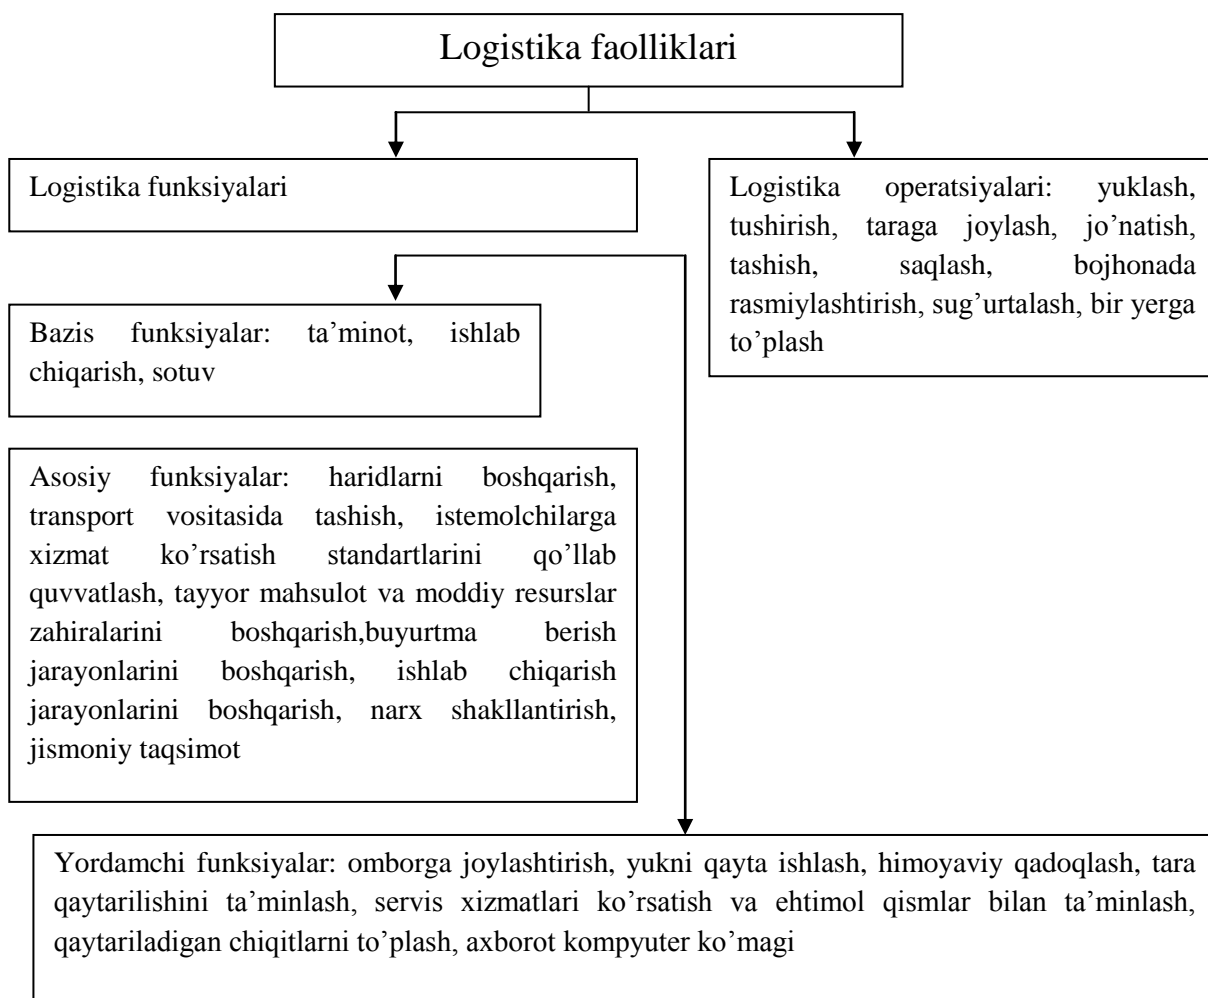 Logistika faolliklari
Logistika funksiyalari
Logistika operatsiyalari: yuklash,
tushirish, taraga joylash, jo’natish,
tashish, saqlash, bojhonada
rasmiylashtirish, sug’urtalash, bir yerga
to’plash
Bazis funksiyalar: ta’minot, ishlab
chiqarish, sotuv
Asosiy funksiyalar: haridlarni boshqarish,
transport vositasida tashish, istemolchilarga
xizmat ko’rsatish standartlarini qo’llab
quvvatlash, tayyor mahsulot va moddiy resurslar
zahiralarini boshqarish,buyurtma berish
jarayonlarini boshqarish, ishlab chiqarish
jarayonlarini boshqarish, narx shakllantirish,
jismoniy taqsimot
Yordamchi funksiyalar: omborga joylashtirish, yukni qayta ishlash, himoyaviy qadoqlash, tara
qaytarilishini ta’minlash, servis xizmatlari ko’rsatish va ehtimol qismlar bilan ta’minlash,
qaytariladigan chiqitlarni to’plash, axborot kompyuter ko’magi